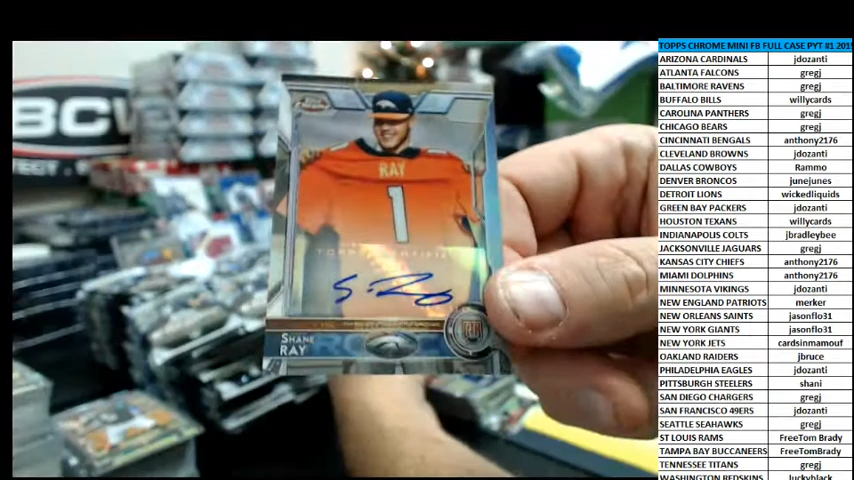 BCW
RAY
1
SHANE
RAY
TOPPS CHROME MINI FB FULL CASE PYT #1 2015
ARIZONA CARDINALS jdozanti
ATLANTA FALCONS gregj
BALTIMORE RAVENS gregj
BUFFALO BILLS willycards
CAROLINA PANTHERS gregj
CHICAGO BEARS gregj
CINCINNATI BENGALS anthony2176
CLEVELAND BROWNS jdozanti
DALLAS COWBOYS Rammo
DENVER BRONCOS junejunes
DETROIT LIONS wickedliquids
GREEN BAY PACKERS jdozanti
HOUSTON TEXANS willycards
INDIANAPOLIS COLTS jbradleybee
JACKSONVILLE JAGUARS gregj
KANSAS CITY CHIEFS anthony2176
MIAMI DOLPHINS anthony2176
MINNESOTA VIKINGS jdozanti
NEW ENGLAND PATRIOTS merker
NEW ORLEANS SAINTS jasonflo31
NEW YORK GIANTS jasonflo31
NEW YORK JETS cardsinmamouf
OAKLAND RAIDERS jbruce
PHILADELPHIA EAGLES jdozanti
PITTSBURGH STEELERS shani
SAN DIEGO CHARGERS gregj
SAN FRANCISCO 49ERS jdozanti
SEATTLE SEAHAWKS gregj
ST LOUIS RAMS FreeTom Brady
TAMPA BAY BUCCANEERS FreeTomBrady
TENNESSEE TITANS gregj
WASHINGTON REDSKINS luckyblack